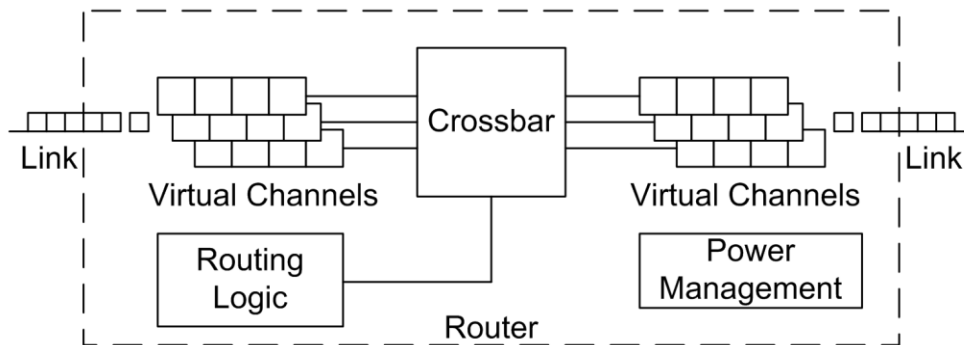 Crossbar
Link
Link
Virtual Channels
Virtual Channels
Routing
Logic
Power
Management
Router